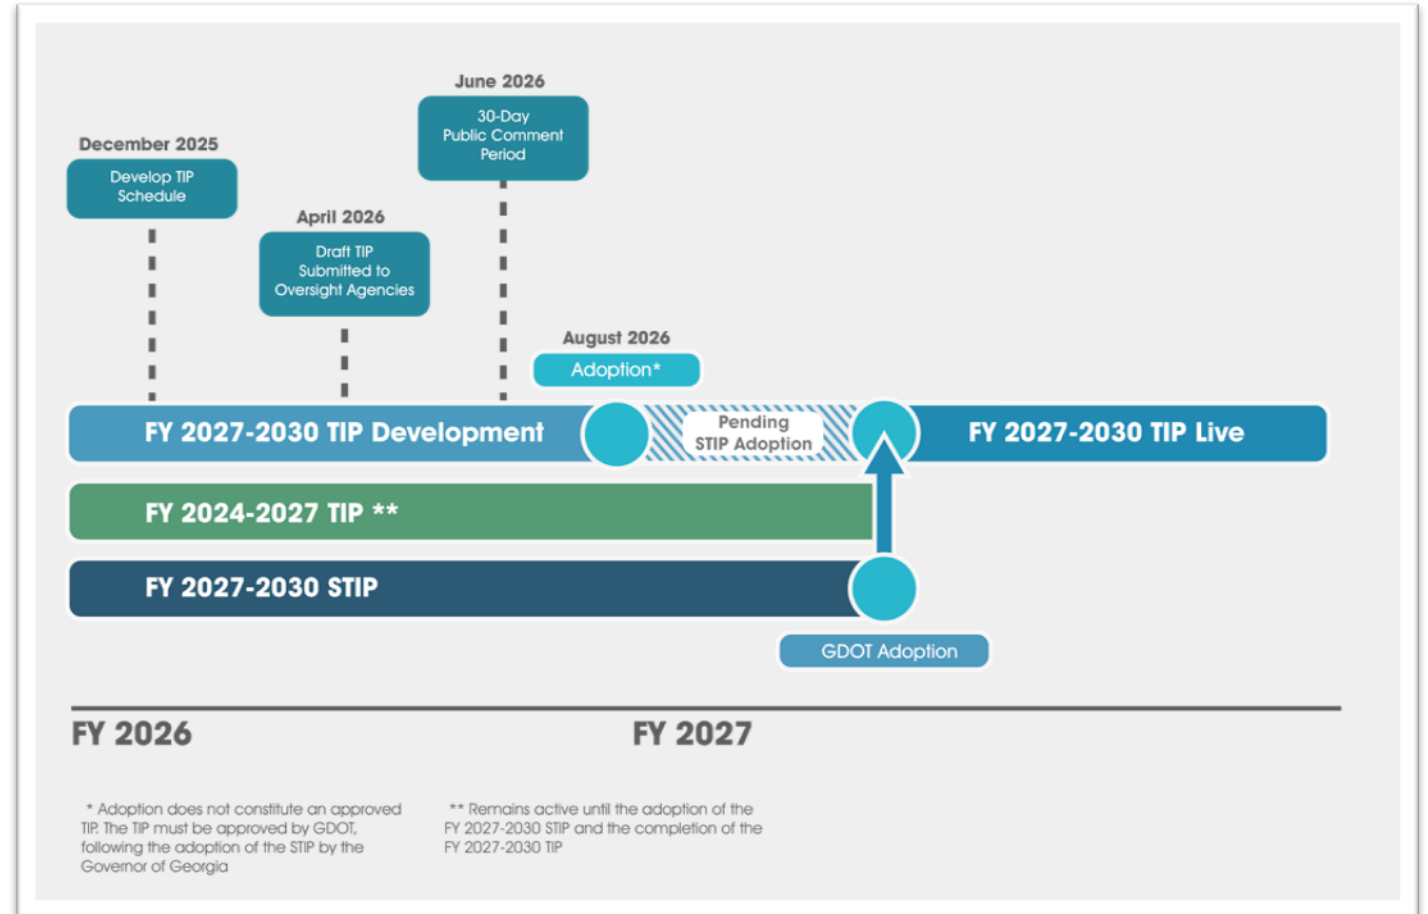 June 2026
30-Day
Public Comment
Period
December 2025
Develop TIP
Schedule
April 2026
Draft TIP
Submitted to
Oversight Agencies
August 2026
Adoption*
FY 2027-2030 TIP Development
Pending
STIP Adoption
FY 2027-2030 TIP Live
FY 2024-2027 TIP **
FY 2027-2030 STIP
GDOT Adoption
FY 2026
FY 2027
* Adoption does not constitute an approved
TIP. The TIP must be approved by GDOT,
following the adoption of the STIP by the
Governor of Georgia
** Remains active until the adoption of the
FY 2027-2030 STIP and the completion of the
FY 2027-2030 TIP